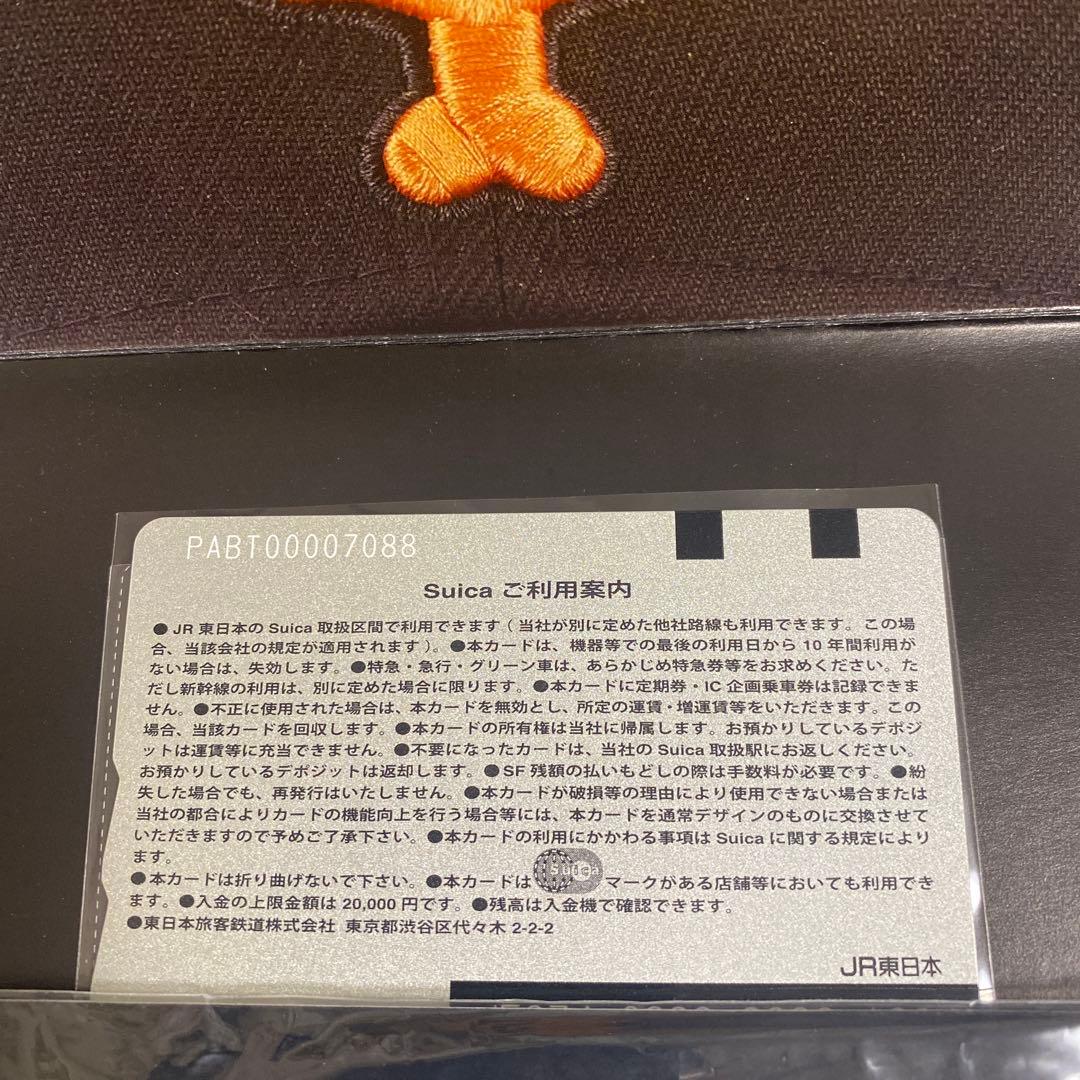 PABT00007088
Suica ご利用案内
●JR 東日本の Suica 取扱区間で利用できます（当社が別に定めた他社路線も利用できます。この場
合、当該会社の規定が適用されます）。●本カードは、機器等での最後の利用日から 10 年間利用が
ない場合は、失効します。●特急・急行・グリーン車は、あらかじめ特急券等をお求めください。た
だし新幹線の利用は、別に定めた場合に限ります。●本カードに定期券・IC 企画乗車券は記録できま
せん。●不正に使用された場合は、本カードを無効とし、所定の運賃・増運賃等をいただきます。この
場合、当該カードを回収します。●本カードの所有権は当社に帰属します。お預かりしているデポジ
ットは運賃等に充当できません。●不要になったカードは、当社の Suica 取扱駅にお返しください。
お預かりしているデポジットは返却します。●SF 残額の払いもどしの際は手数料が必要です。●紛
失した場合でも、再発行はいたしません。●本カードが破損等の理由により使用できない場合または
当社の都合によりカードの機能向上を行う場合等には、本カードを通常デザインのものに交換させて
いただきますので予めご了承下さい。●本カードの利用にかかわる事項は Suica に関する規定により
ます。
●本カードは折り曲げないで下さい。●本カードは Suica マークがある店舗等においても利用でき
ます。●入金の上限金額は 20,000 円です。●残高は入金機で確認できます。
●東日本旅客鉄道株式会社 東京都渋谷区代々木 2-2-2
JR東日本